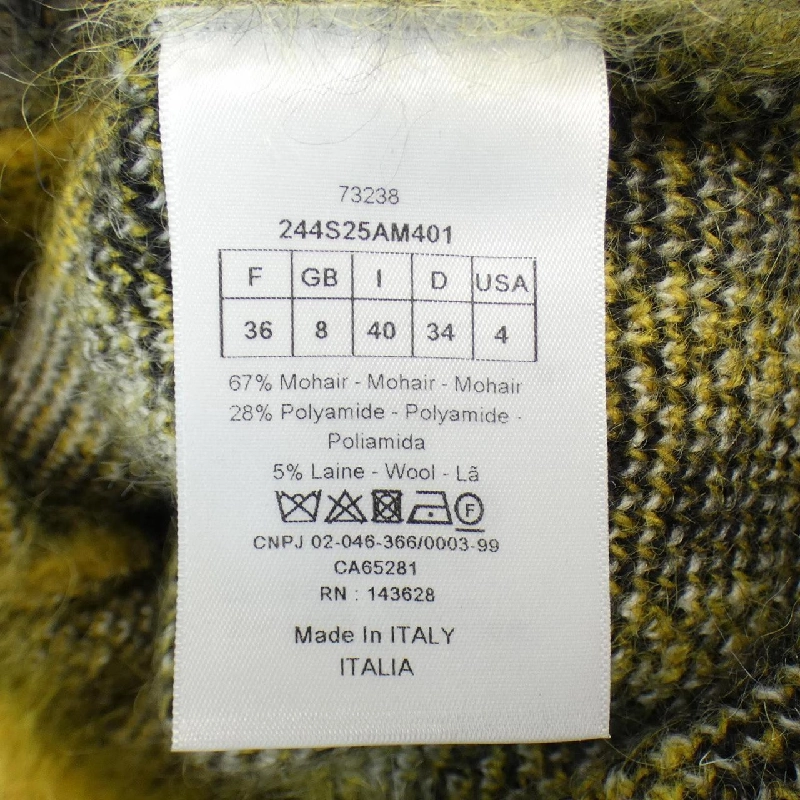 73238
244S25AM401
F GB I D USA
36 8 40 34 4
67% Mohair - Mohair - Mohair
28% Polyamide - Polyamide -
Poliamida
5% Laine - Wool - Lã
F
CNPJ 02-046-366/0003-99
CA65281
RN : 143628
Made In ITALY
ITALIA